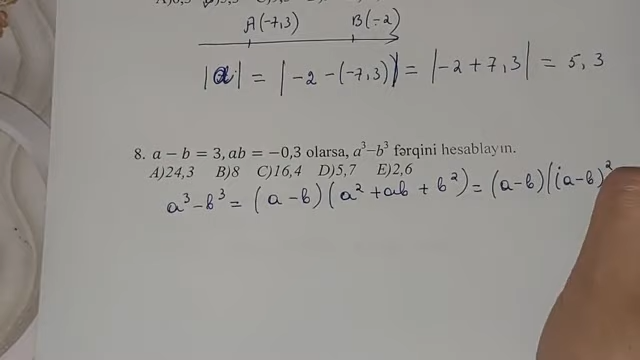 A(-7,3) B(-2)
|a| = |-2-(-7,3)| = |-2+7,3| = 5,3
8. a – b = 3, ab = –0,3 olarsa, a³–b³ fərqini hesablayın.
A)24,3 B)8 C)16,4 D)5,7 E)2,6
a³-b³ = (a-b)(a²+ab+b²) = (a-b)((a-b)²